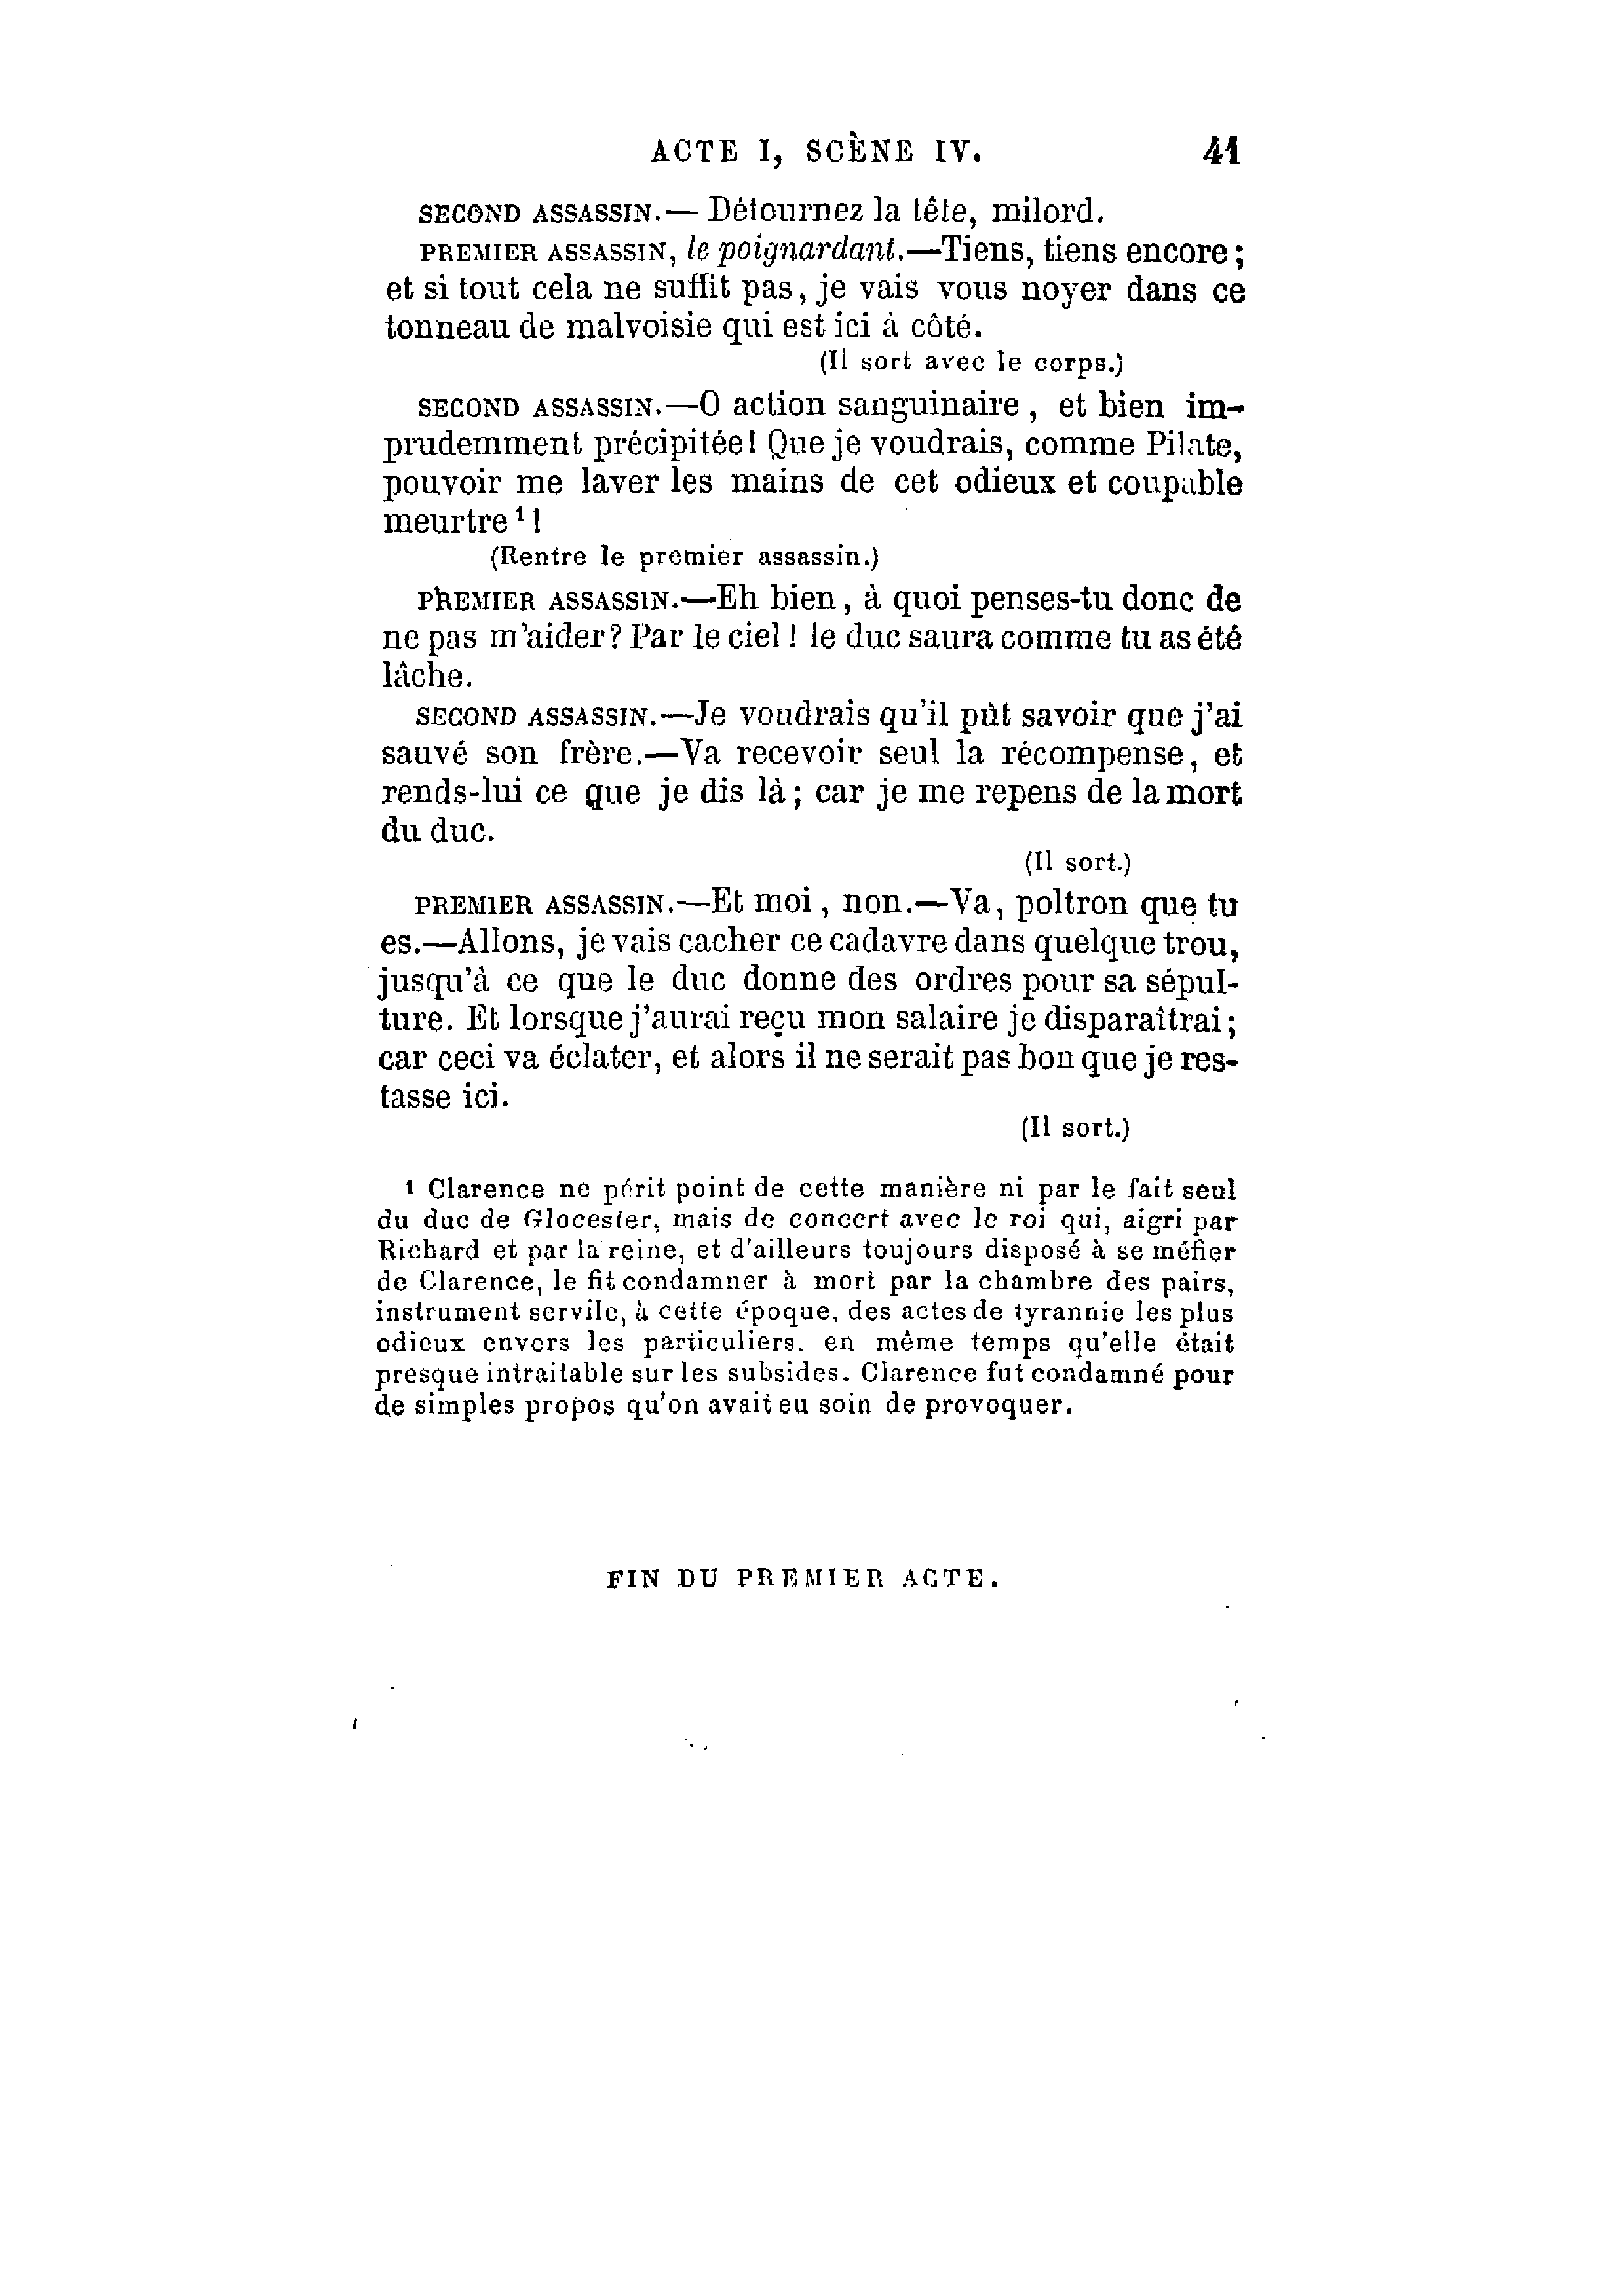 ACTE I, SCÈNE IV. 41
SECOND ASSASSIN.— Détournez la tête, milord.
PREMIER ASSASSIN, le poignardant.—Tiens, tiens encore;
et si tout cela ne suffit pas, je vais vous noyer dans ce
tonneau de malvoisie qui est ici à côté.
(Il sort avec le corps.)
SECOND ASSASSIN.—O action sanguinaire, et bien im-
prudemment précipitée! Que je voudrais, comme Pilate,
pouvoir me laver les mains de cet odieux et coupable
meurtre ¹!
(Rentre le premier assassin.)
PREMIER ASSASSIN.—Eh bien, à quoi penses-tu donc de
ne pas m'aider? Par le ciel! le duc saura comme tu as été
lâche.
SECOND ASSASSIN.—Je voudrais qu'il pût savoir que j'ai
sauvé son frère.—Va recevoir seul la récompense, et
rends-lui ce que je dis là; car je me repens de la mort
du duc.
(Il sort.)
PREMIER ASSASSIN.—Et moi, non.—Va, poltron que tu
es.—Allons, je vais cacher ce cadavre dans quelque trou,
jusqu'à ce que le duc donne des ordres pour sa sépul-
ture. Et lorsque j'aurai reçu mon salaire je disparaîtrai;
car ceci va éclater, et alors il ne serait pas bon que je res-
tasse ici.
(Il sort.)
¹ Clarence ne périt point de cette manière ni par le fait seul
du duc de Glocester, mais de concert avec le roi qui, aigri par
Richard et par la reine, et d'ailleurs toujours disposé à se méfier
de Clarence, le fit condamner à mort par la chambre des pairs,
instrument servile, à cette époque, des actes de tyrannie les plus
odieux envers les particuliers, en même temps qu'elle était
presque intraitable sur les subsides. Clarence fut condamné pour
de simples propos qu'on avait eu soin de provoquer.
FIN DU PREMIER ACTE.